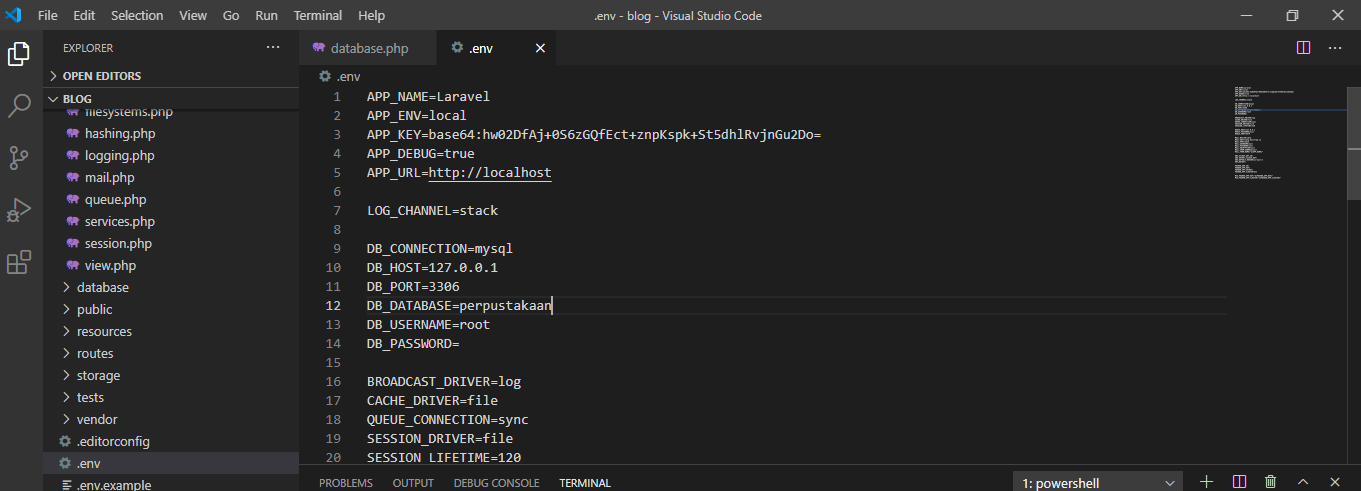 File Edit Selection View Go Run Terminal Help .env - blog - Visual Studio Code
EXPLORER ··· database.php .env
OPEN EDITORS
.env
BLOG
filesystems.php
hashing.php
logging.php
mail.php
queue.php
services.php
session.php
view.php
database
public
resources
routes
storage
tests
vendor
.editorconfig
.env
.env.example
1 APP_NAME=Laravel
2 APP_ENV=local
3 APP_KEY=base64:hw02DfAj+0S6zGQfEct+znpKspk+St5dhlRvjnGu2Do=
4 APP_DEBUG=true
5 APP_URL=http://localhost
6
7 LOG_CHANNEL=stack
8
9 DB_CONNECTION=mysql
10 DB_HOST=127.0.0.1
11 DB_PORT=3306
12 DB_DATABASE=perpustakaan
13 DB_USERNAME=root
14 DB_PASSWORD=
15
16 BROADCAST_DRIVER=log
17 CACHE_DRIVER=file
18 QUEUE_CONNECTION=sync
19 SESSION_DRIVER=file
20 SESSION_LIFETIME=120
PROBLEMS OUTPUT DEBUG CONSOLE TERMINAL 1: powershell